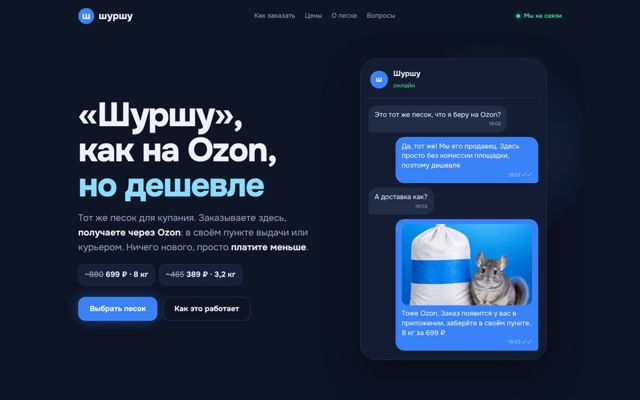 ш шуршу
Как заказать
Цены
О песке
Вопросы
Мы на связи
«Шуршу»,
как на Ozon,
но дешевле
Тот же песок для купания. Заказываете здесь,
получаете через Ozon: в своём пункте выдачи или
курьером. Ничего нового, просто платите меньше.
~880 699 ₽ · 8 кг
~465 389 ₽ · 3,2 кг
Выбрать песок
Как это работает
ш
Шуршу
онлайн
Это тот же песок, что я беру на Ozon?
19:02
Да, тот же! Мы его продавец. Здесь
просто без комиссии площадки,
поэтому дешевле
19:02 ✓✓
А доставка как?
19:03
Тоже Ozon. Заказ появится у вас в
приложении, заберёте в своём пункте.
8 кг за 699 ₽
19:03 ✓✓